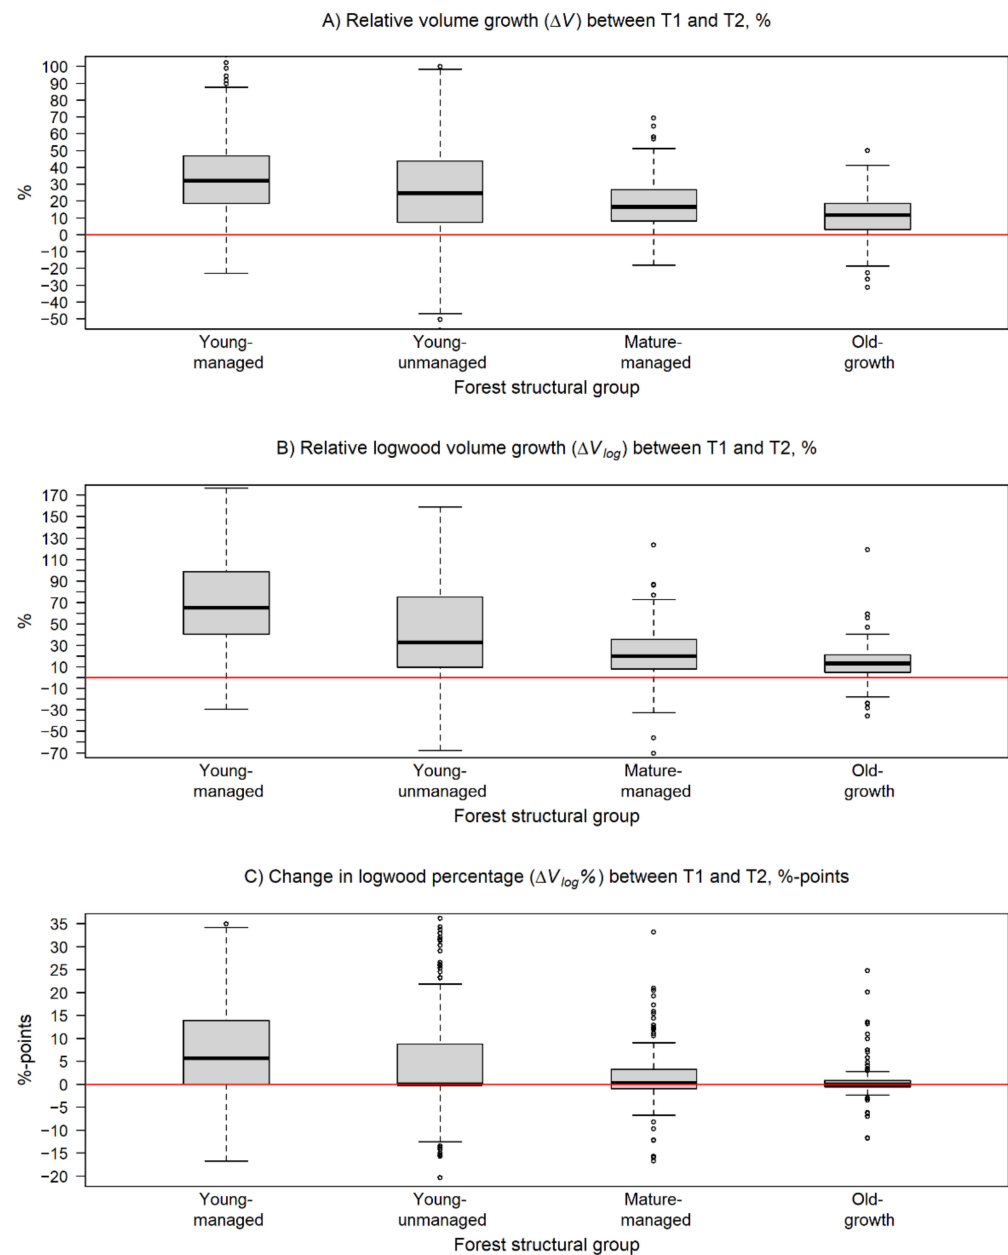 A) Relative volume growth (ΔV) between T1 and T2, %
100
90
80
70
60
50
40
30
20
10
0
−10
−20
−30
−40
−50
%
Young-managed
Young-unmanaged
Mature-managed
Old-growth
Forest structural group
B) Relative logwood volume growth (ΔVlog) between T1 and T2, %
170
150
130
110
90
70
50
30
10
−10
−30
−50
−70
%
Young-managed
Young-unmanaged
Mature-managed
Old-growth
Forest structural group
C) Change in logwood percentage (ΔVlog%) between T1 and T2, %-points
35
30
25
20
15
10
5
0
−5
−10
−15
−20
%-points
Young-managed
Young-unmanaged
Mature-managed
Old-growth
Forest structural group